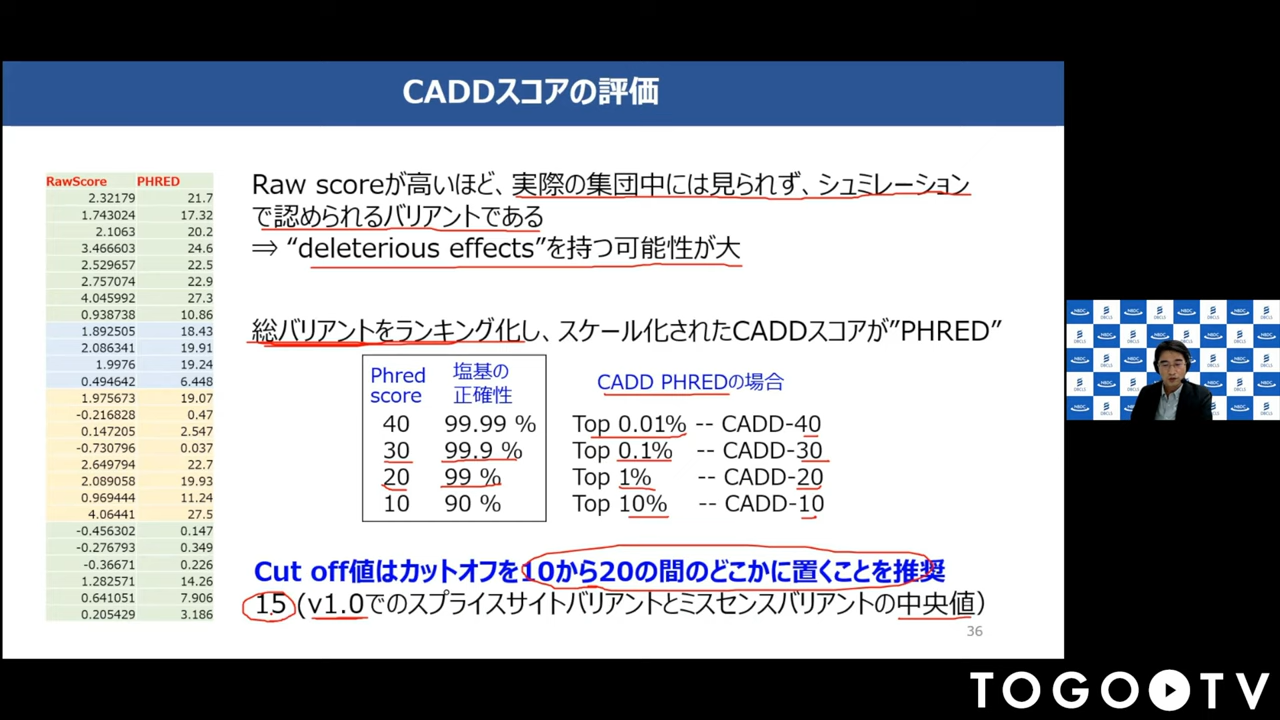 CADDスコアの評価
RawScore PHRED
2.32179 21.7
1.743024 17.32
2.1063 20.2
3.466603 24.6
2.529657 22.5
2.757074 22.9
4.045992 27.3
0.938738 10.86
1.892505 18.43
2.086341 19.91
1.9976 19.24
0.494642 6.448
1.975673 19.07
-0.216828 0.47
0.147205 2.547
-0.730796 0.037
2.649794 22.7
2.089058 19.93
0.969444 11.24
4.06441 27.5
-0.456302 0.147
-0.276793 0.349
-0.36671 0.226
1.282571 14.26
0.641051 7.906
0.205429 3.186
Raw scoreが高いほど、実際の集団中には見られず、シュミレーション
で認められるバリアントである
⇒ “deleterious effects”を持つ可能性が大
総バリアントをランキング化し、スケール化されたCADDスコアが”PHRED”
Phred score 塩基の正確性
40 99.99 %
30 99.9 %
20 99 %
10 90 %
CADD PHREDの場合
Top 0.01% -- CADD-40
Top 0.1% -- CADD-30
Top 1% -- CADD-20
Top 10% -- CADD-10
Cut off値はカットオフを10から20の間のどこかに置くことを推奨
15 (v1.0でのスプライスサイトバリアントとミスセンスバリアントの中央値）
36
TOGOTV